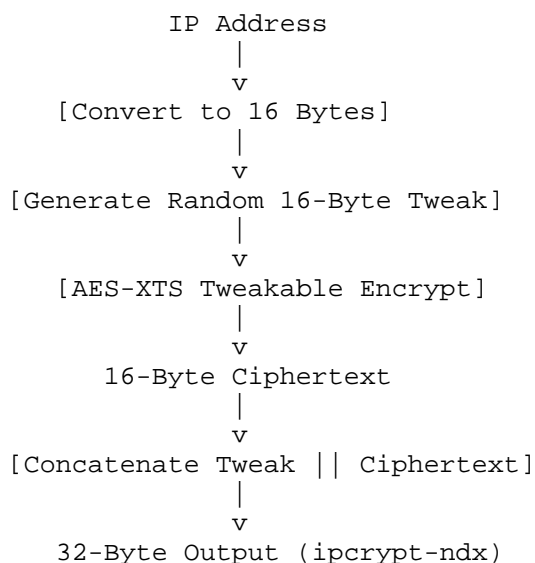 IP Address
|
v
[Convert to 16 Bytes]
|
v
[Generate Random 16-Byte Tweak]
|
v
[AES-XTS Tweakable Encrypt]
|
v
16-Byte Ciphertext
|
v
[Concatenate Tweak || Ciphertext]
|
v
32-Byte Output (ipcrypt-ndx)